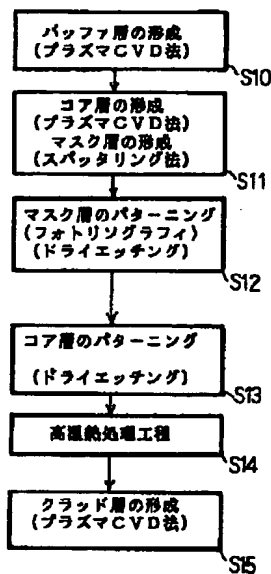 バッファ層の形成
(プラズマCVD法)
S10
コア層の形成
(プラズマCVD法)
マスク層の形成
(スパッタリング法)
S11
マスク層のパターニング
(フォトリソグラフィ)
(ドライエッチング)
S12
コア層のパターニング
(ドライエッチング)
S13
高温熱処理工程
S14
クラッド層の形成
(プラズマCVD法)
S15